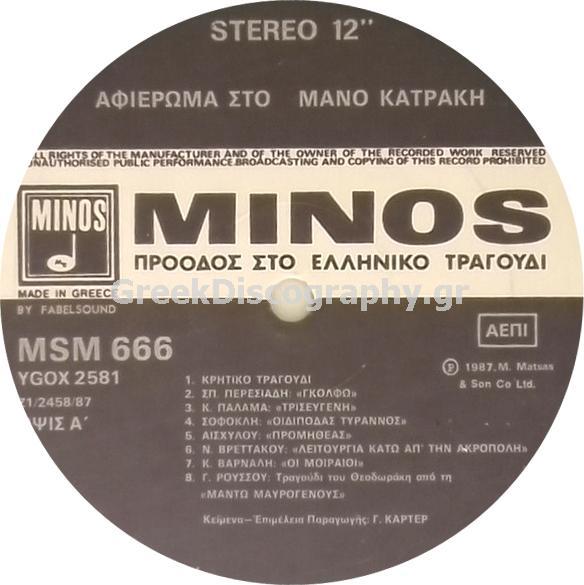 STEREO 12’’
ΑΦΙΕΡΩΜΑ ΣΤΟ ΜΑΝΟ ΚΑΤΡΑΚΗ
ALL RIGHTS OF THE MANUFACTURER AND OF THE OWNER OF THE RECORDED WORK RESERVED
UNAUTHORISED PUBLIC PERFORMANCE.BROADCASTING AND COPYING OF THIS RECORD PROHIBITED
MINOS
MINOS
ΠΡΟΟΔΟΣ ΣΤΟ ΕΛΛΗΝΙΚΟ ΤΡΑΓΟΥΔΙ
MADE IN GREECE
GreekDiscography.gr
BY FABELSOUND
ΑΕΠΙ
MSM 666
YGOX 2581
Z1/2458/87
ΟΨΙΣ Α΄
Ⓟ 1987, M. Matsas
& Son Co Ltd.
1. ΚΡΗΤΙΚΟ ΤΡΑΓΟΥΔΙ
2. ΣΠ. ΠΕΡΕΣΙΑΔΗ: «ΓΚΟΛΦΩ»
3. Κ. ΠΑΛΑΜΑ: «ΤΡΙΣΕΥΓΕΝΗ»
4. ΣΟΦΟΚΛΗ: «ΟΙΔΙΠΟΔΑΣ ΤΥΡΑΝΝΟΣ»
5. ΑΙΣΧΥΛΟΥ: «ΠΡΟΜΗΘΕΑΣ»
6. Ν. ΒΡΕΤΤΑΚΟΥ: «ΛΕΙΤΟΥΡΓΙΑ ΚΑΤΩ ΑΠ’ ΤΗΝ ΑΚΡΟΠΟΛΗ»
7. Κ. ΒΑΡΝΑΛΗ: «ΟΙ ΜΟΙΡΑΙΟΙ»
8. Γ. ΡΟΥΣΣΟΥ: Τραγούδι του Θεοδωράκη από τη
«ΜΑΝΤΩ ΜΑΥΡΟΓΕΝΟΥΣ»
Κείμενα–Επιμέλεια Παραγωγής: Γ. ΚΑΡΤΕΡ